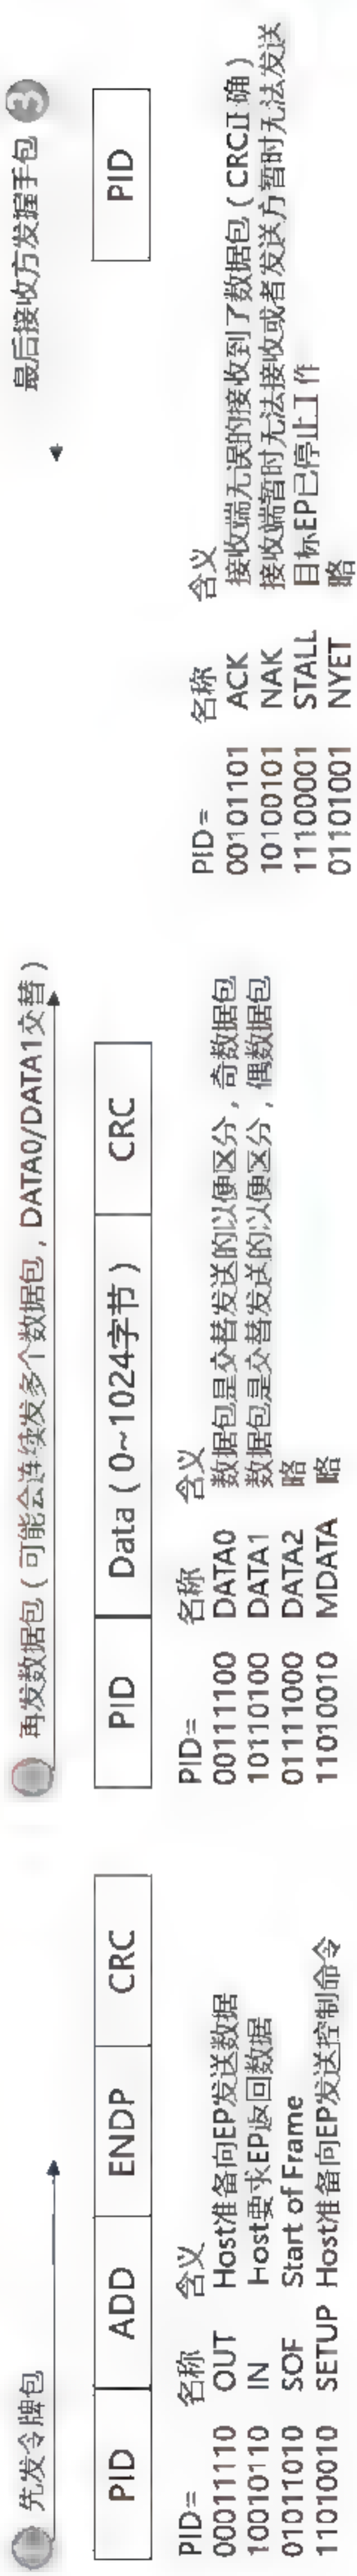 先发令牌包
PID ADD ENDP CRC
PID= 名称 含义
00011110 OUT Host准备向EP发送数据
10010110 IN Host要求EP返回数据
01011010 SOF Start of Frame
11010010 SETUP Host准备向EP发送控制命令
再发数据包（可能会连续发多个数据包，DATA0/DATA1交替）
PID Data（0~1024字节） CRC
PID= 名称 含义
00111100 DATA0 数据包是交替发送的以便区分，奇数据包
10110100 DATA1 数据包是交替发送的以便区分，偶数据包
01111000 DATA2 略
11010010 MDATA 略
最后接收方发握手包 3
PID
PID= 名称 含义
00101101 ACK 接收端无误的接收到了数据包（CRC正确）
10100101 NAK 接收端暂时无法接收或者发送方暂时无法发送
11100001 STALL 目标EP已停止工作
01101001 NYET 略